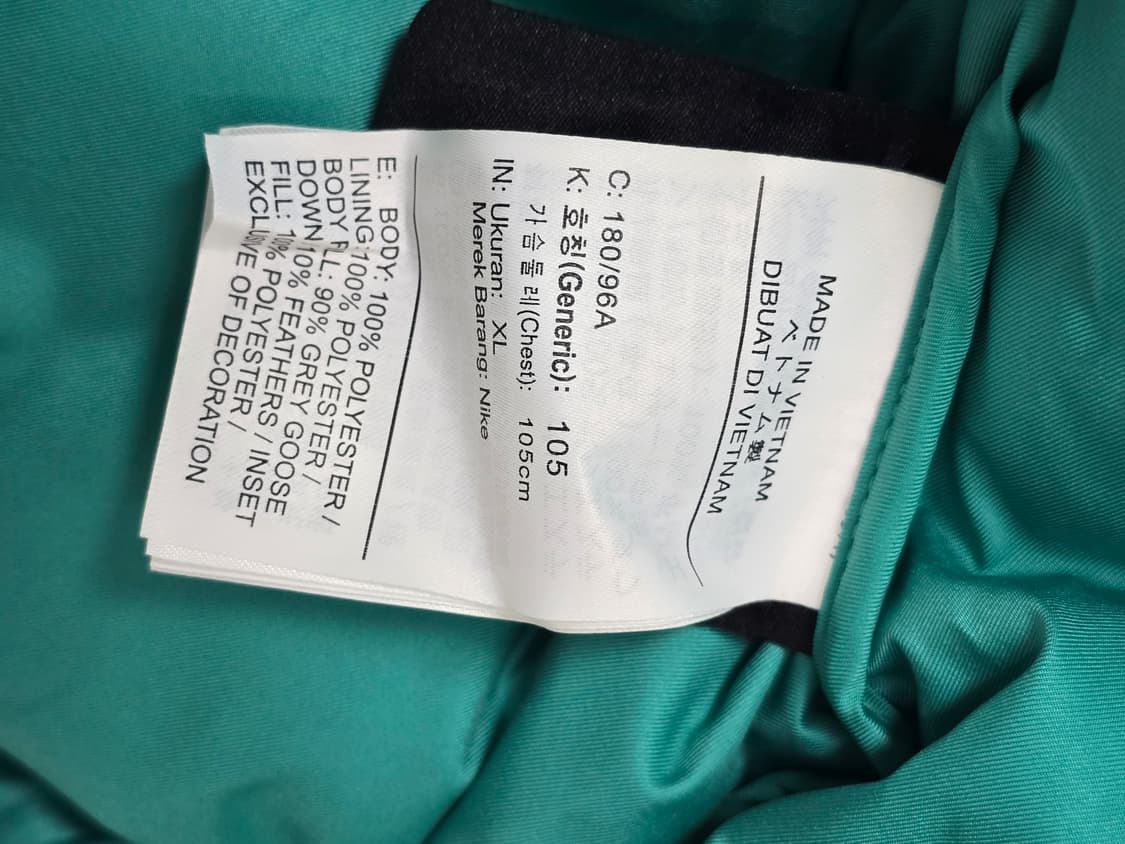 MADE IN VIETNAM
ベトナム製
DIBUAT DI VIETNAM
C: 180/96A
K: 호칭(Generic): 105
가슴둘레(Chest): 105cm
IN: Ukuran: XL
Merek Barang: Nike
E: BODY: 100% POLYESTER /
LINING: 100% POLYESTER /
BODY FILL: 90% GREY GOOSE
DOWN 10% FEATHERS / INSET
FILL: 100% POLYESTER /
EXCLUSIVE OF DECORATION